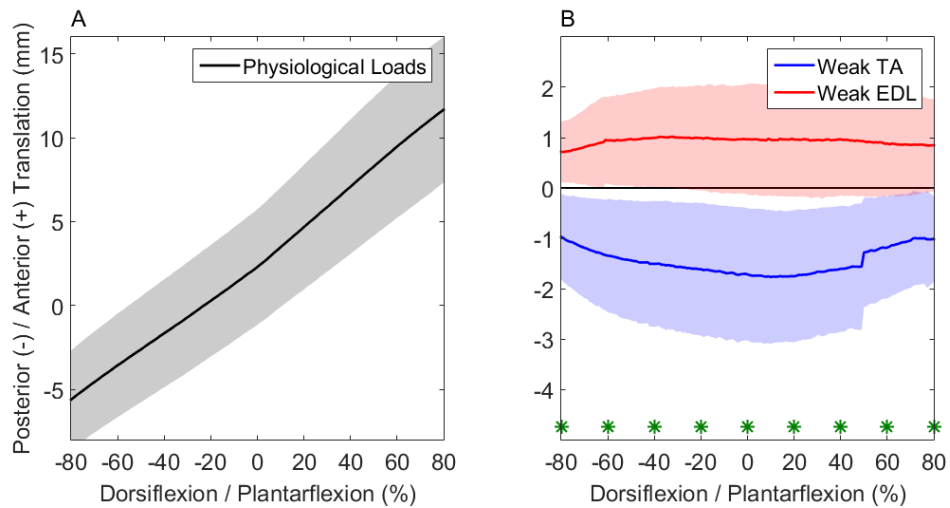 A
Posterior (-) / Anterior (+) Translation (mm)
15
10
5
0
-5
Physiological Loads
-80 -60 -40 -20 0 20 40 60 80
Dorsiflexion / Plantarflexion (%)
B
2
1
0
-1
-2
-3
-4
Weak TA
Weak EDL
-80 -60 -40 -20 0 20 40 60 80
Dorsiflexion / Plantarflexion (%)